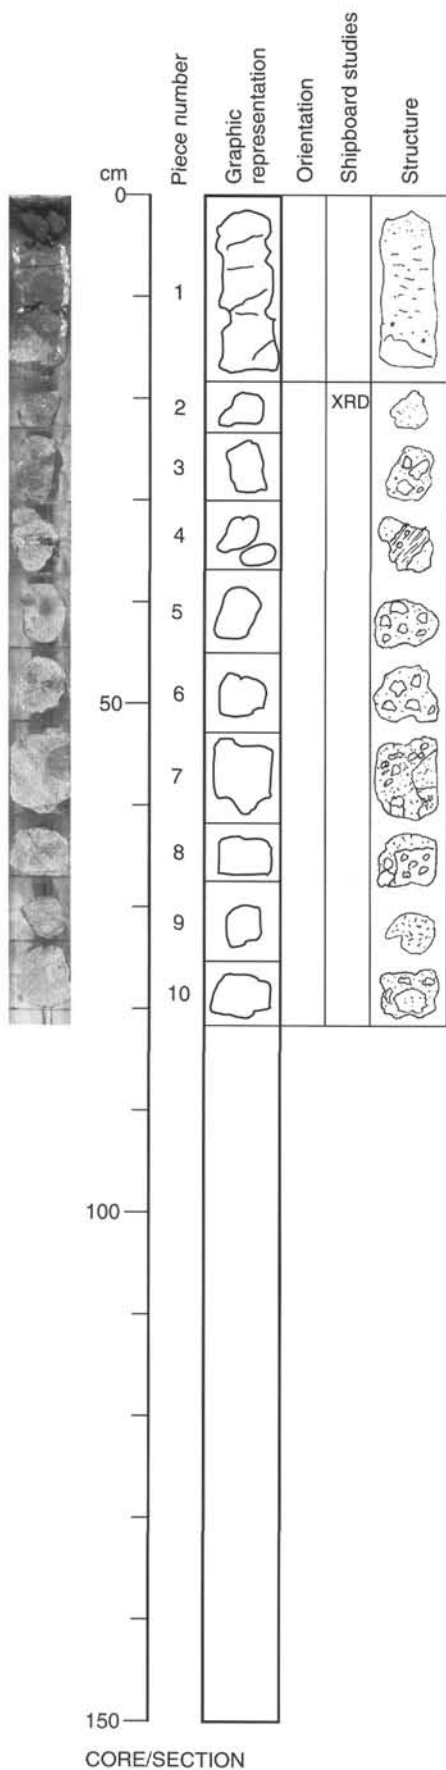 cm
Piece number
Graphic
representation
Orientation
Shipboard studies
Structure
0
1
2
XRD
3
4
5
50
6
7
8
9
10
100
150
CORE/SECTION